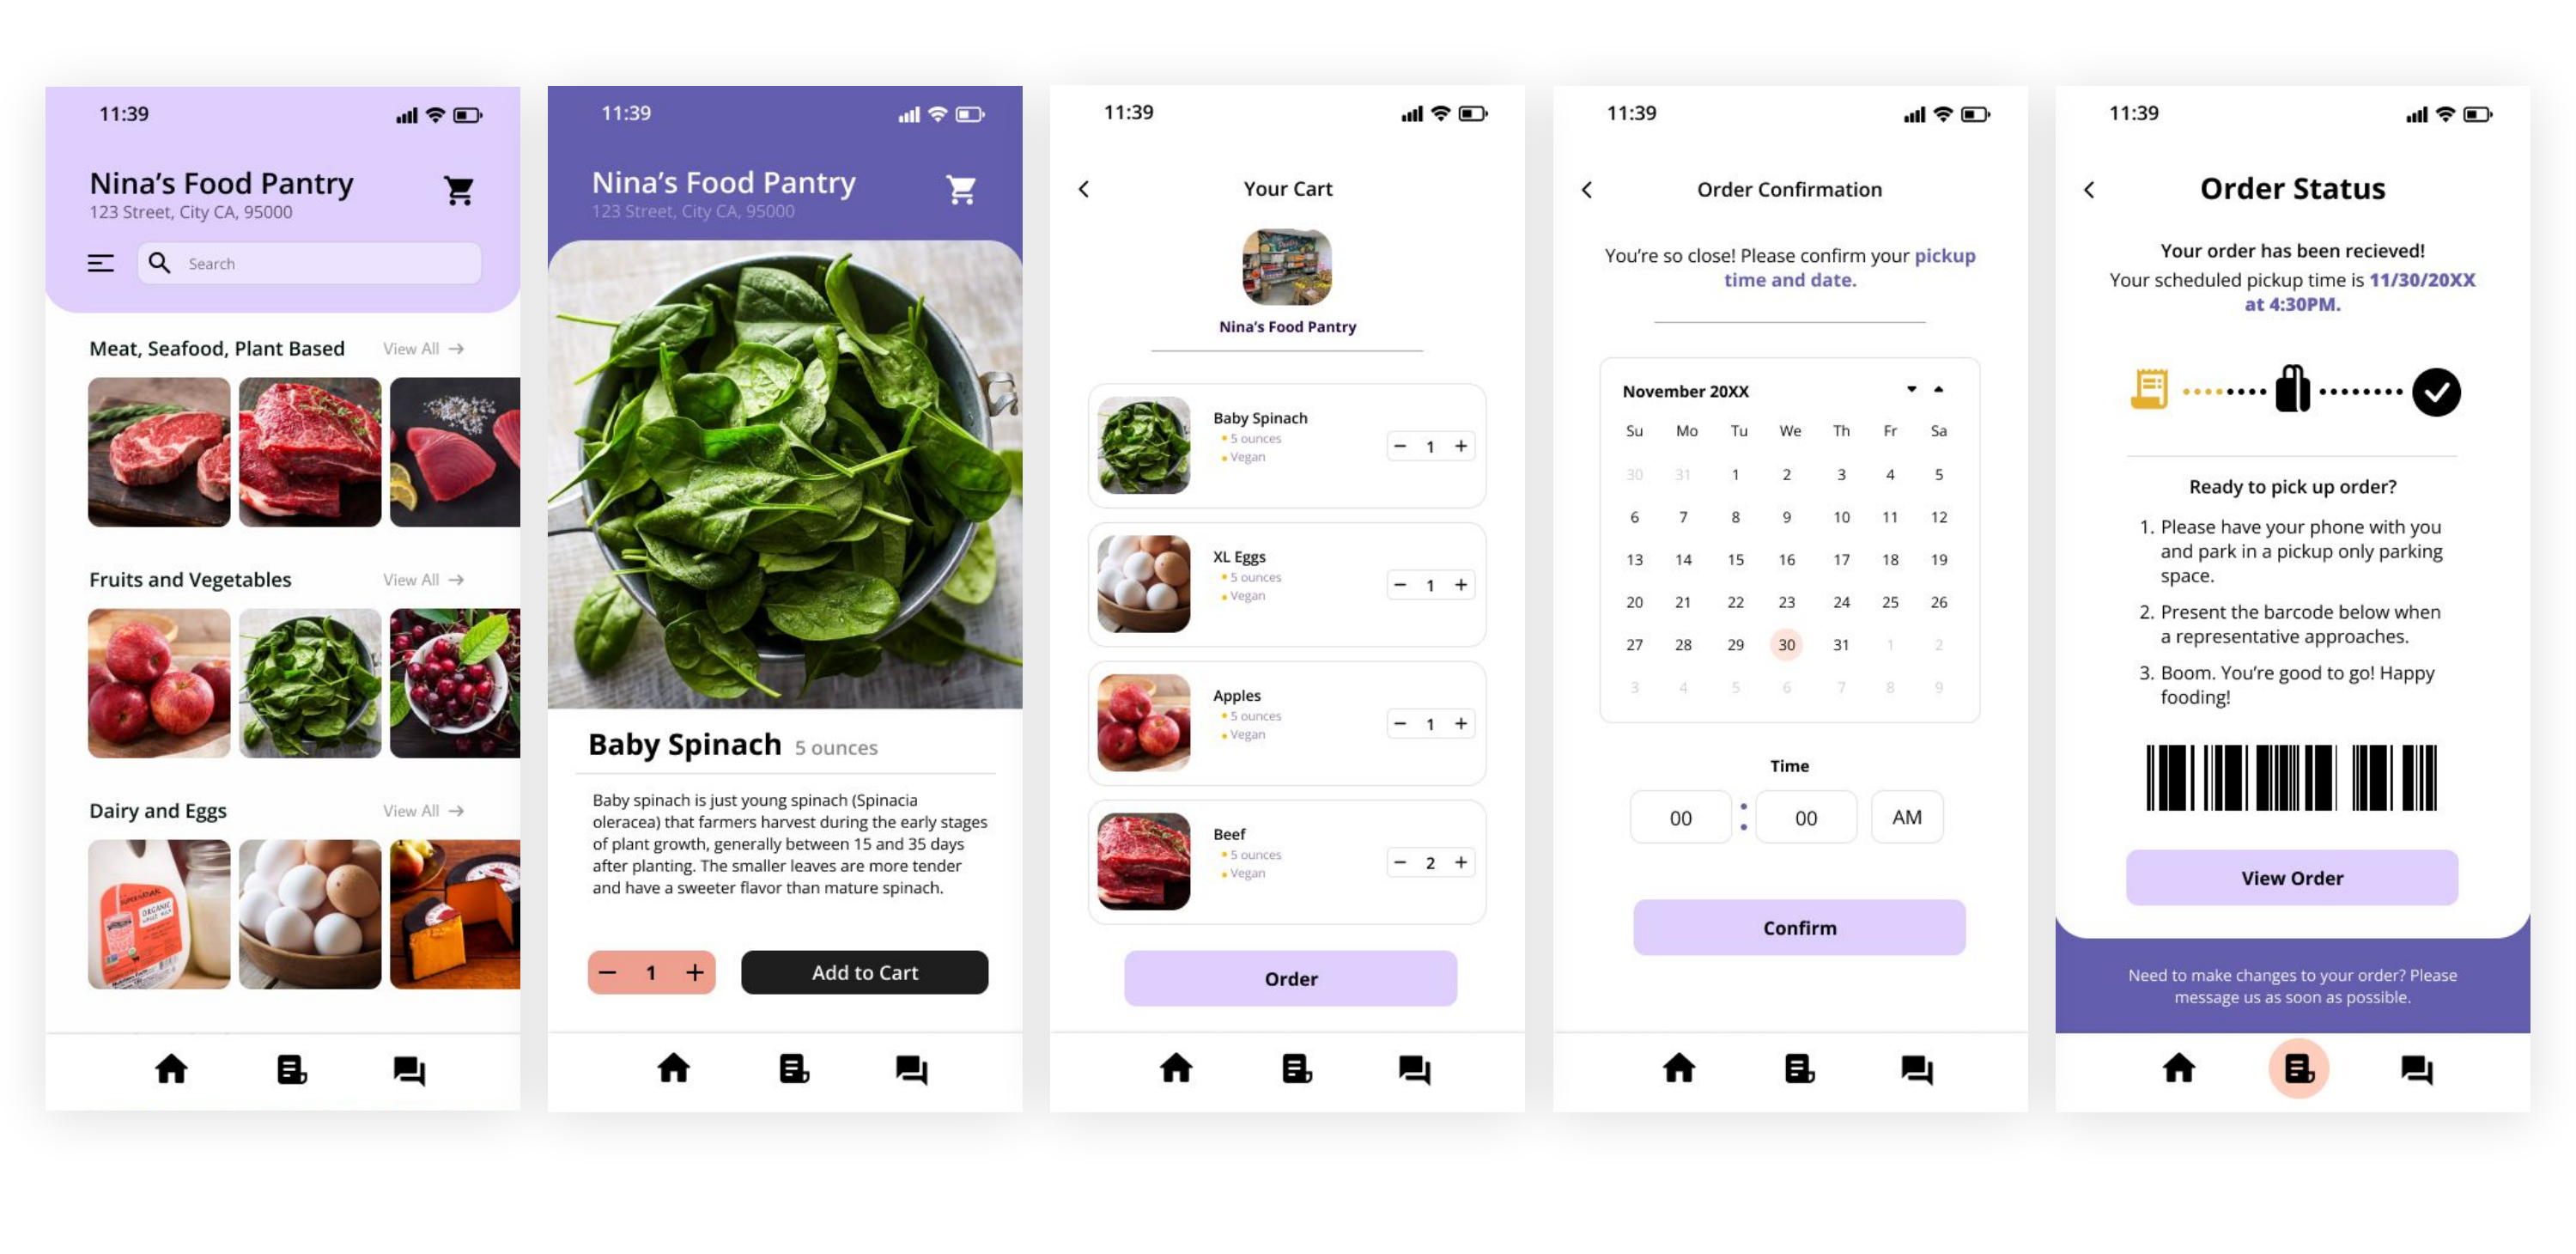 11:39
Nina's Food Pantry
123 Street, City CA, 95000
Search
Meat, Seafood, Plant Based View All →
Fruits and Vegetables View All →
Dairy and Eggs View All →
ORGANIC
11:39
Nina's Food Pantry
123 Street, City CA, 95000
Baby Spinach 5 ounces
Baby spinach is just young spinach (Spinacia
oleracea) that farmers harvest during the early stages
of plant growth, generally between 15 and 35 days
after planting. The smaller leaves are more tender
and have a sweeter flavor than mature spinach.
− 1 + Add to Cart
11:39
Your Cart
Nina's Food Pantry
Baby Spinach
• 5 ounces
• Vegan
− 1 +
XL Eggs
• 5 ounces
• Vegan
− 1 +
Apples
• 5 ounces
• Vegan
− 1 +
Beef
• 5 ounces
• Vegan
− 2 +
Order
11:39
Order Confirmation
You're so close! Please confirm your pickup
time and date.
November 20XX
Su Mo Tu We Th Fr Sa
30 31 1 2 3 4 5
6 7 8 9 10 11 12
13 14 15 16 17 18 19
20 21 22 23 24 25 26
27 28 29 30 31 1 2
3 4 5 6 7 8 9
Time
00 : 00 AM
Confirm
11:39
Order Status
Your order has been recieved!
Your scheduled pickup time is 11/30/20XX
at 4:30PM.
Ready to pick up order?
1. Please have your phone with you
and park in a pickup only parking
space.
2. Present the barcode below when
a representative approaches.
3. Boom. You're good to go! Happy
fooding!
View Order
Need to make changes to your order? Please
message us as soon as possible.